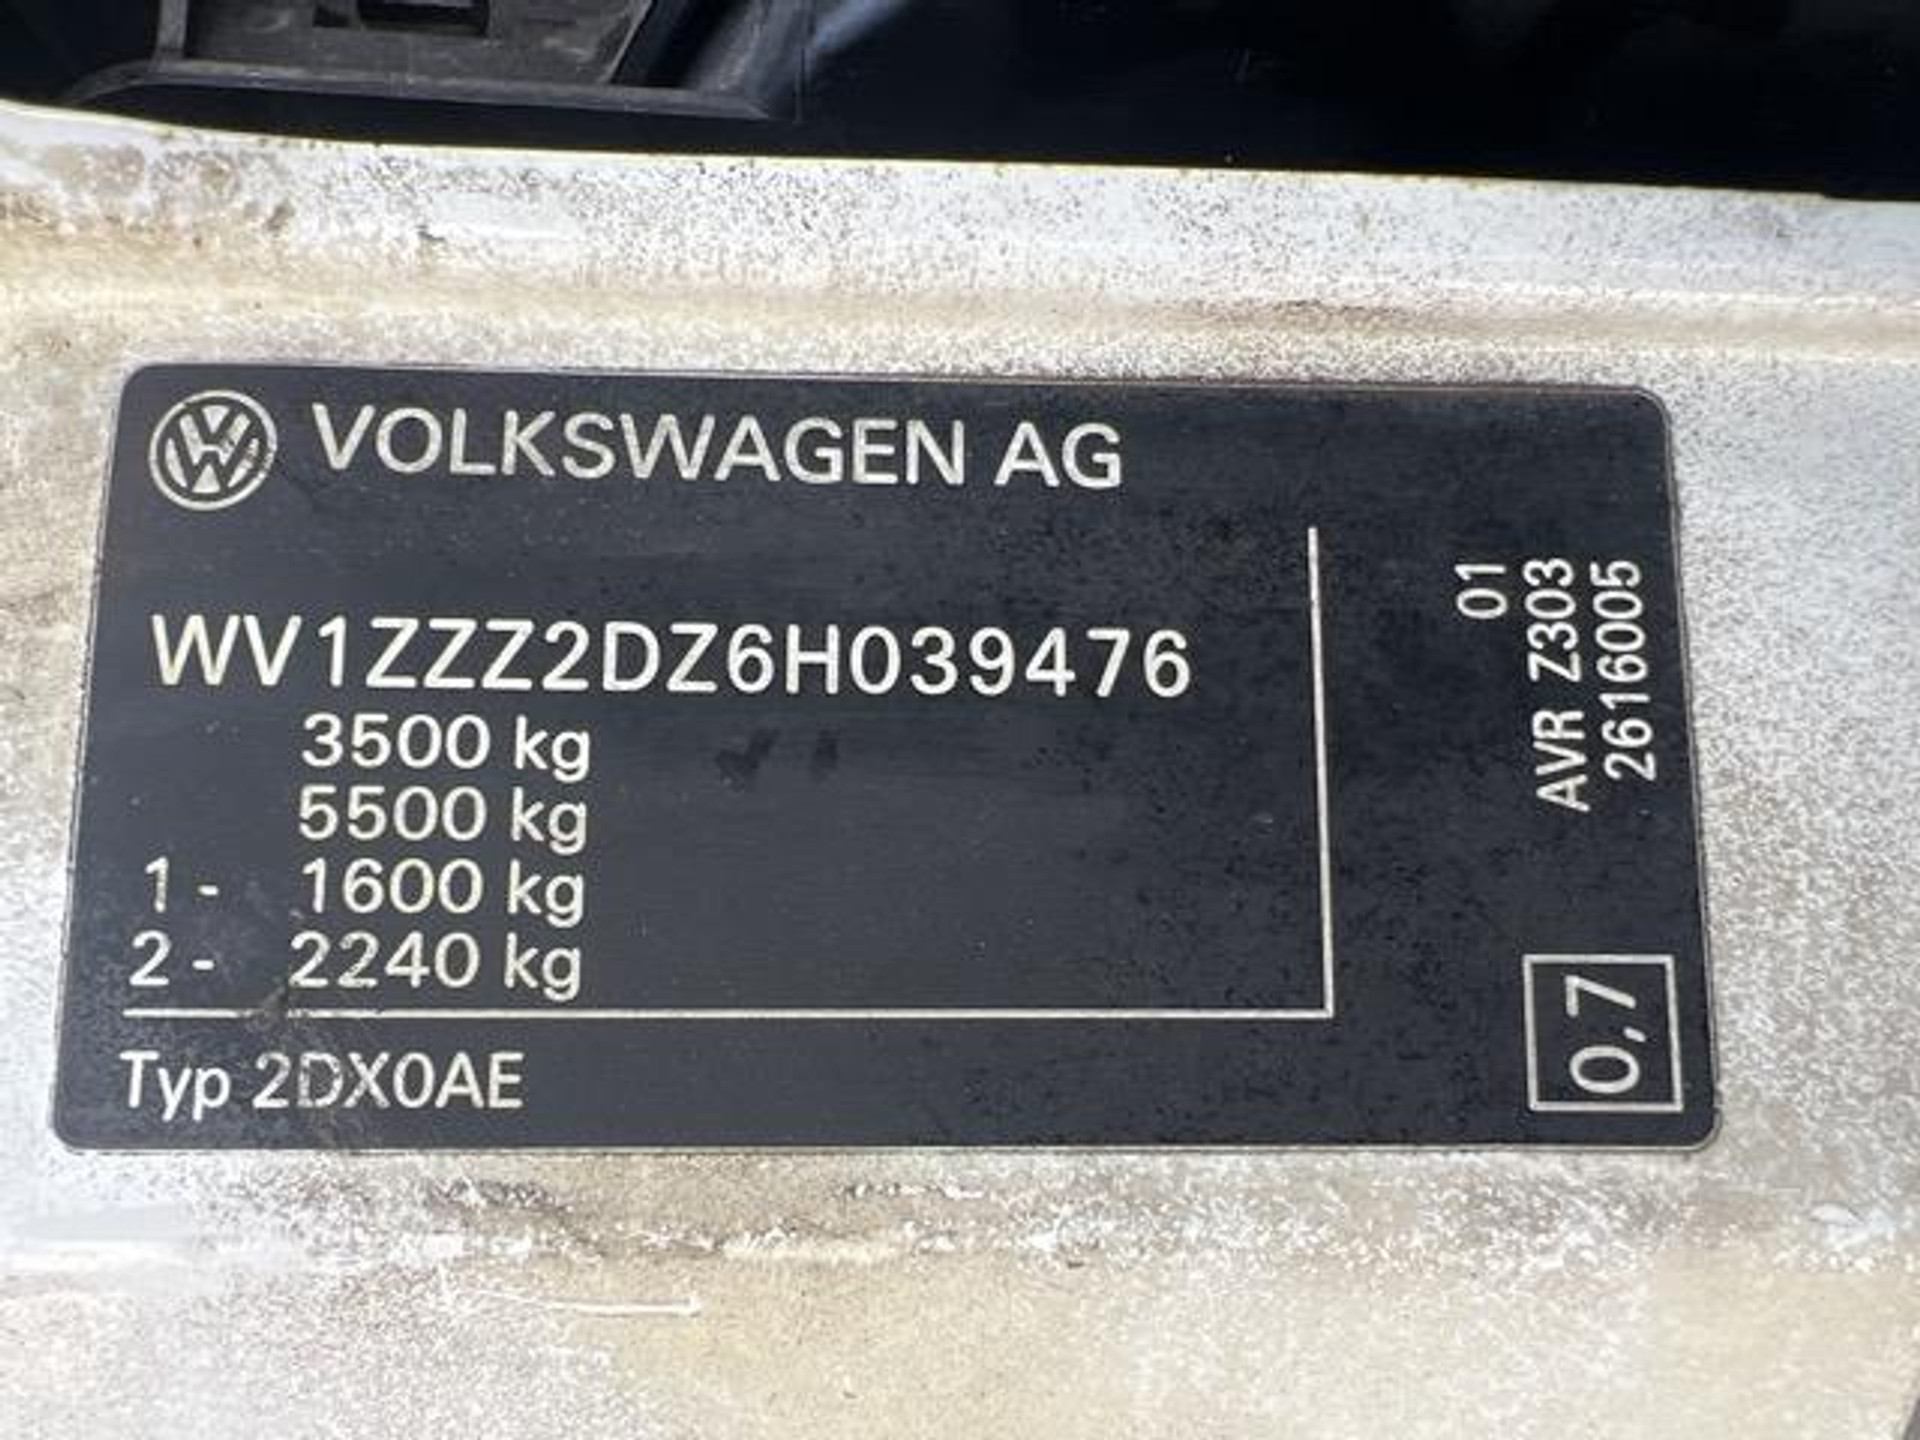 VOLKSWAGEN AG
WV1ZZZ2DZ6H039476
3500 kg
5500 kg
1 - 1600 kg
2 - 2240 kg
Typ 2DX0AE
01
AVR Z303
2616005
0,7